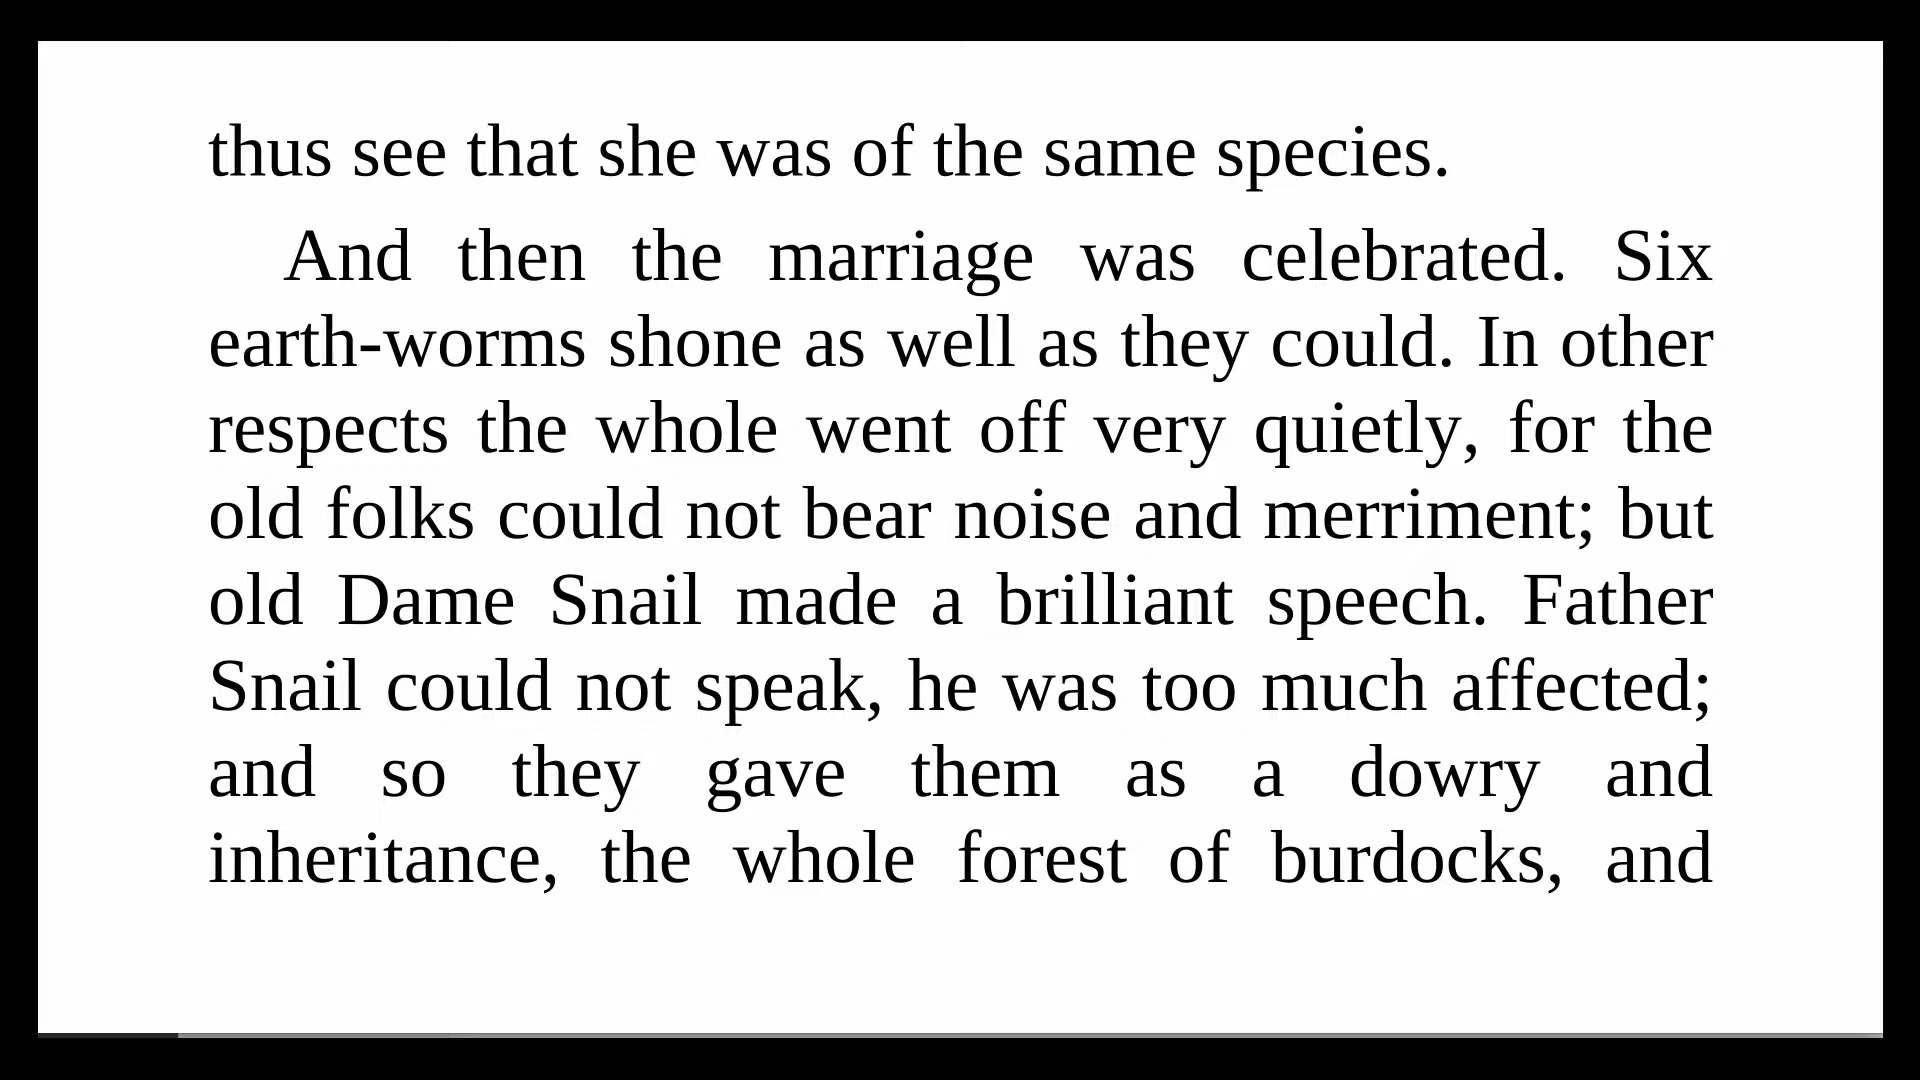 thus see that she was of the same species.
And then the marriage was celebrated. Six
earth-worms shone as well as they could. In other
respects the whole went off very quietly, for the
old folks could not bear noise and merriment; but
old Dame Snail made a brilliant speech. Father
Snail could not speak, he was too much affected;
and so they gave them as a dowry and
inheritance, the whole forest of burdocks, and